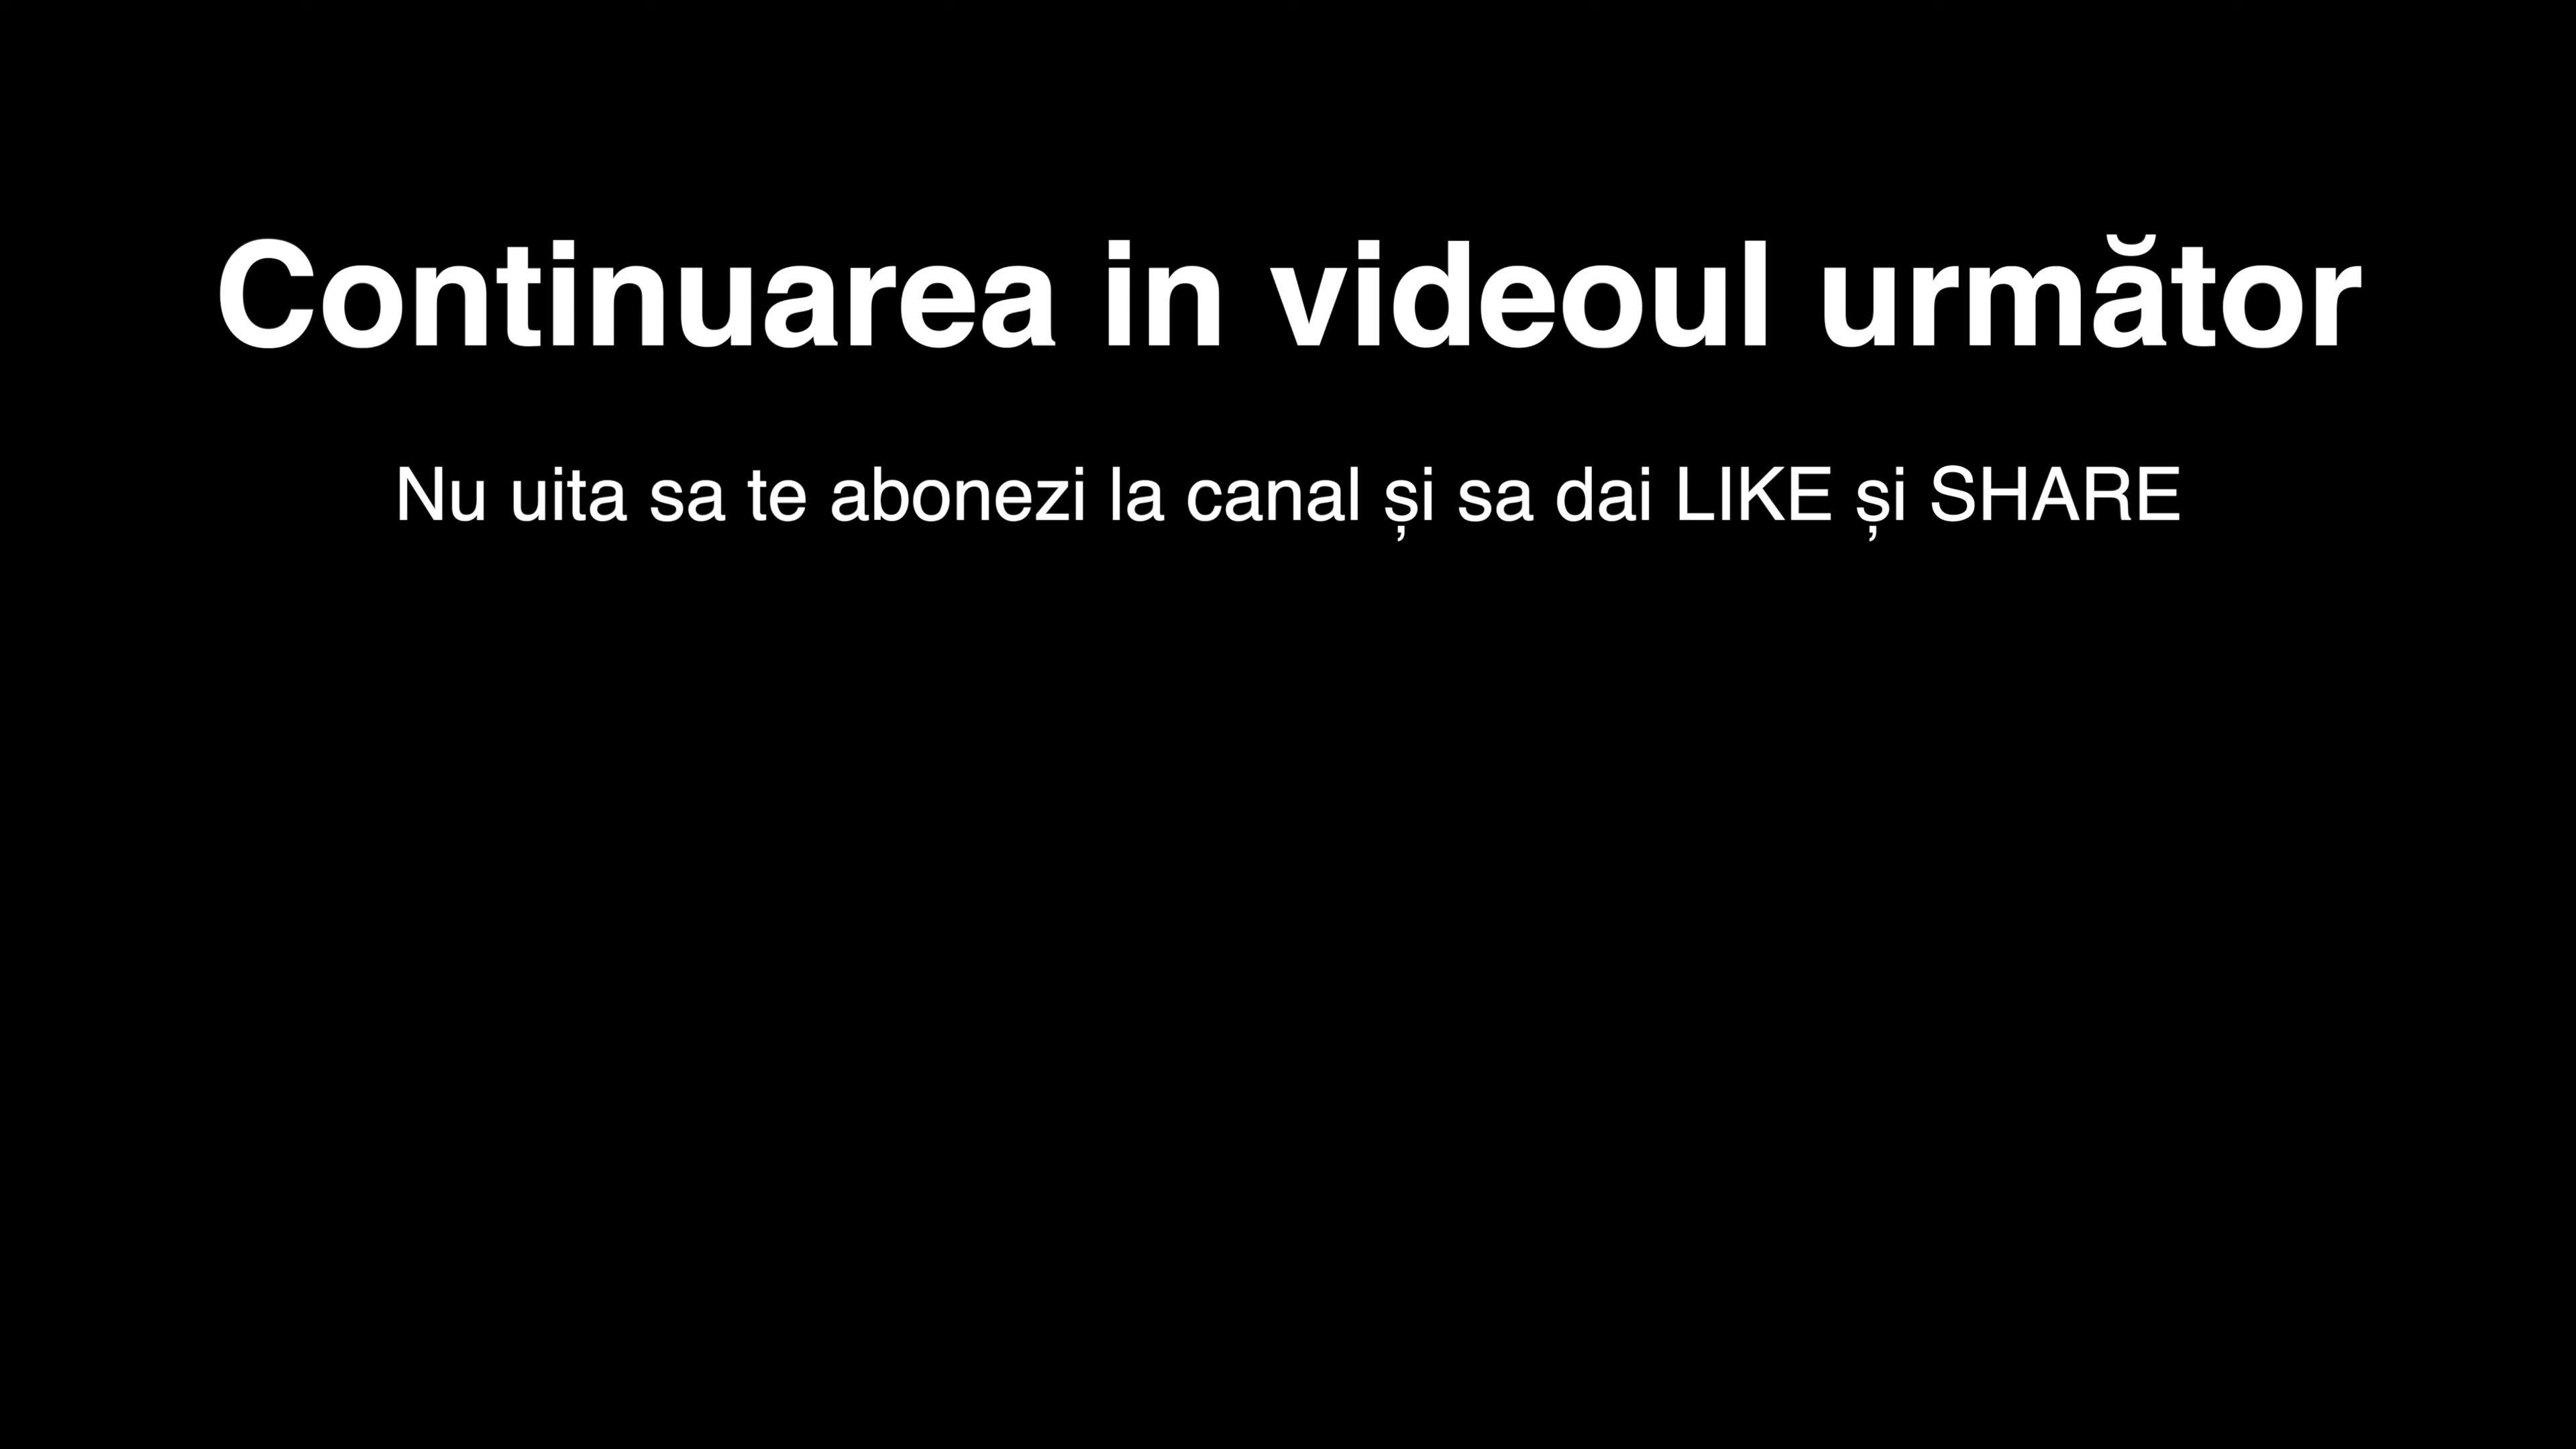 Continuarea in videoul următor
Nu uita sa te abonezi la canal și sa dai LIKE și SHARE